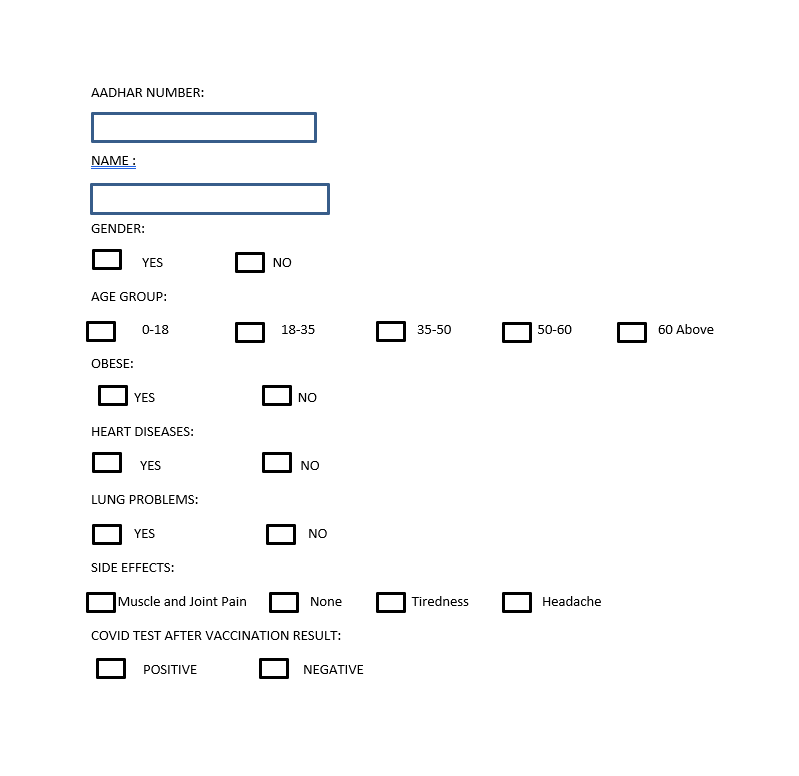 AADHAR NUMBER:
NAME :
GENDER:
YES NO
AGE GROUP:
0-18 18-35 35-50 50-60 60 Above
OBESE:
YES NO
HEART DISEASES:
YES NO
LUNG PROBLEMS:
YES NO
SIDE EFFECTS:
Muscle and Joint Pain None Tiredness Headache
COVID TEST AFTER VACCINATION RESULT:
POSITIVE NEGATIVE